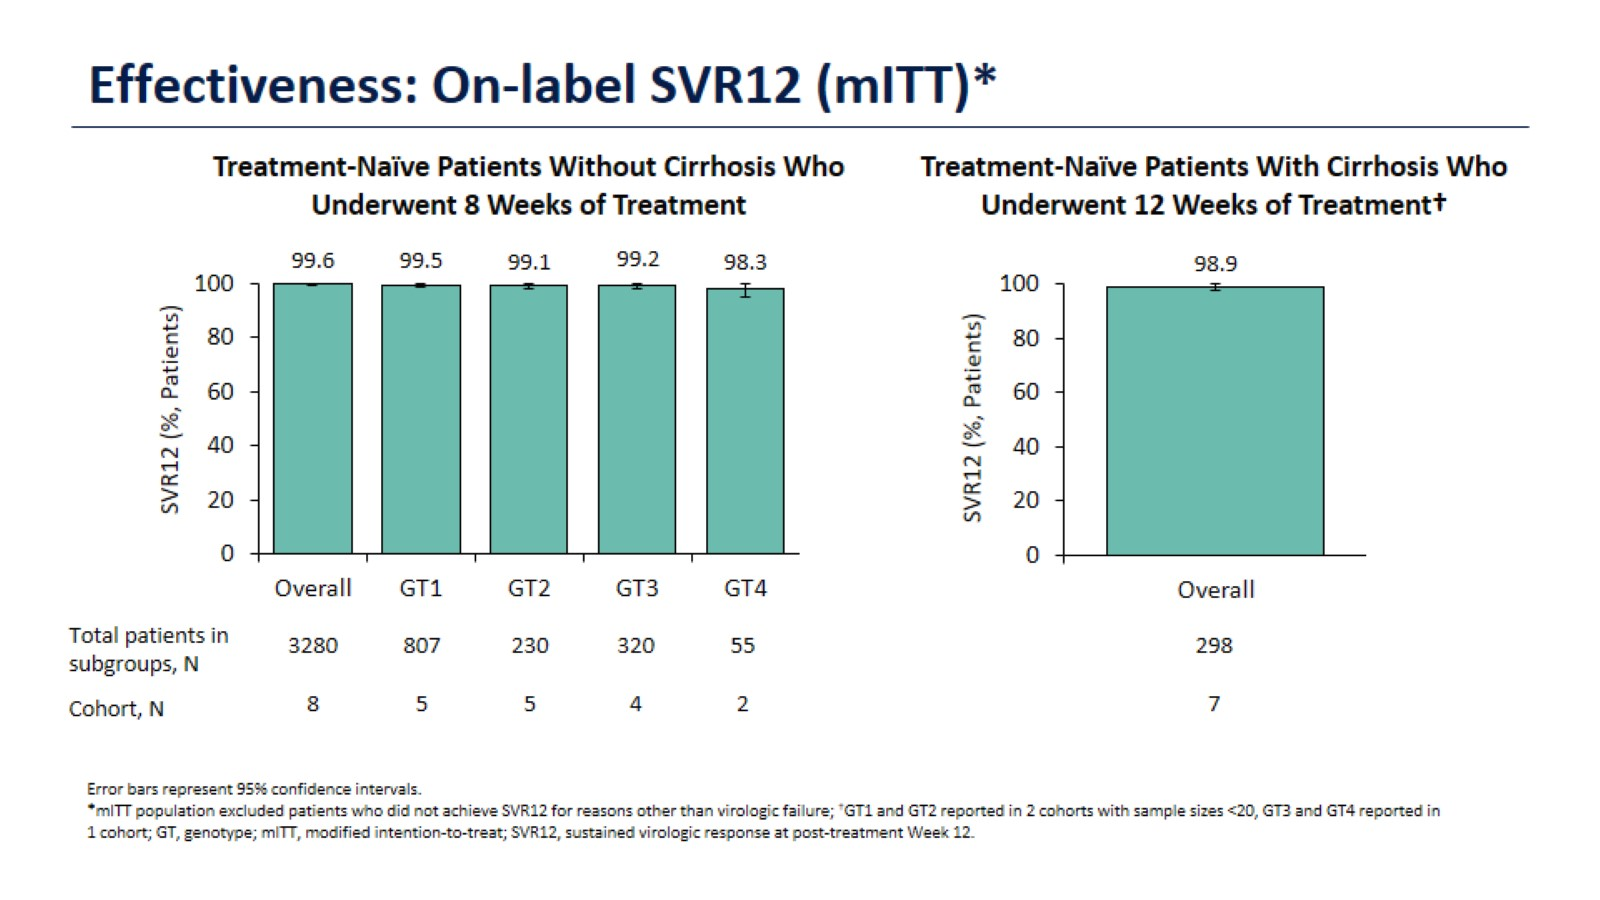 Effectiveness: On-label SVR12 (mITT)*
Treatment-Naïve Patients Without Cirrhosis Who
Underwent 8 Weeks of Treatment
99.6 99.5 99.1 99.2 98.3
SVR12 (%, Patients)
100
80
60
40
20
0
Overall GT1 GT2 GT3 GT4
Total patients in
subgroups, N
3280 807 230 320 55
Cohort, N 8 5 5 4 2
Treatment-Naïve Patients With Cirrhosis Who
Underwent 12 Weeks of Treatment†
98.9
SVR12 (%, Patients)
100
80
60
40
20
0
Overall
298
7
Error bars represent 95% confidence intervals.
*mITT population excluded patients who did not achieve SVR12 for reasons other than virologic failure; †GT1 and GT2 reported in 2 cohorts with sample sizes <20, GT3 and GT4 reported in
1 cohort; GT, genotype; mITT, modified intention-to-treat; SVR12, sustained virologic response at post-treatment Week 12.